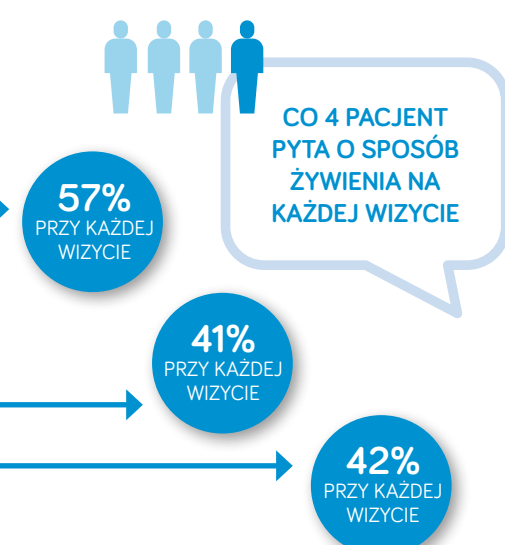 CO 4 PACJENT
PYTA O SPOSÓB
ŻYWIENIA NA
KAŻDEJ WIZYCIE
57%
PRZY KAŻDEJ
WIZYCIE
41%
PRZY KAŻDEJ
WIZYCIE
42%
PRZY KAŻDEJ
WIZYCIE